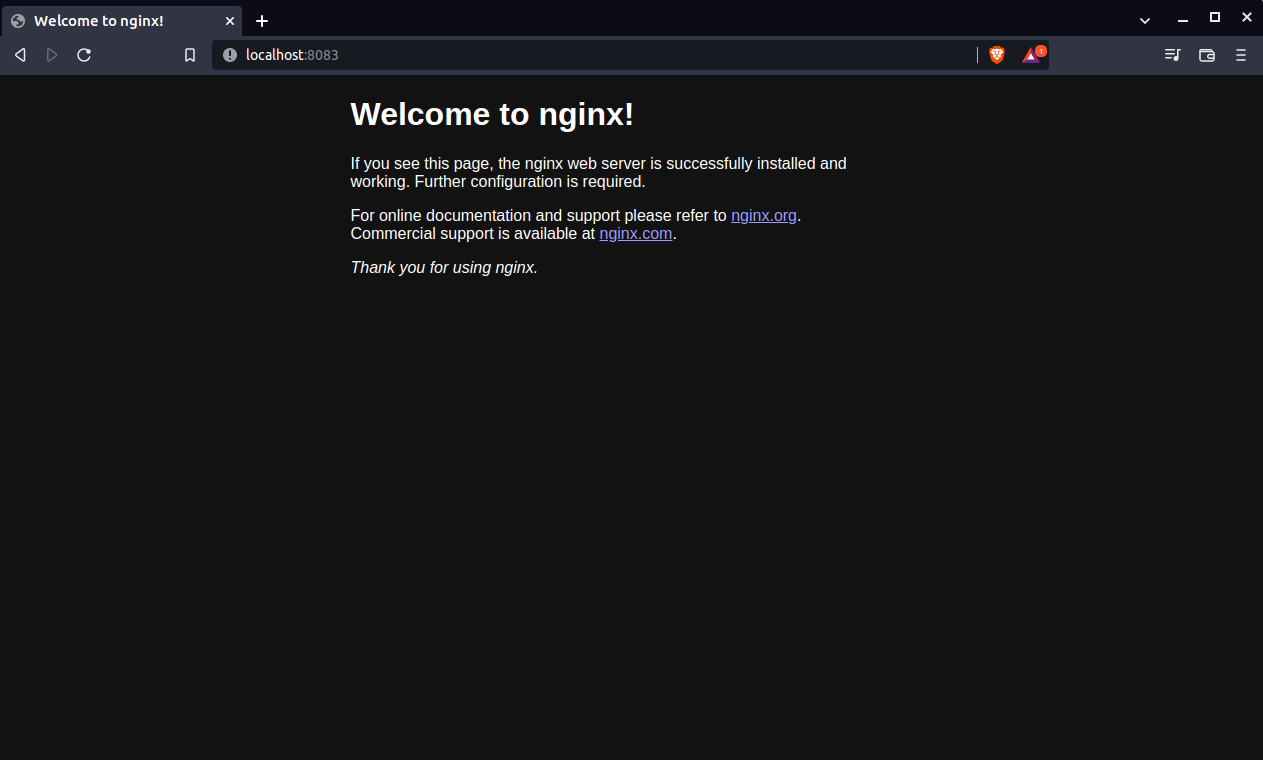 Welcome to nginx!
localhost:8083
1
Welcome to nginx!
If you see this page, the nginx web server is successfully installed and
working. Further configuration is required.
For online documentation and support please refer to nginx.org.
Commercial support is available at nginx.com.
Thank you for using nginx.